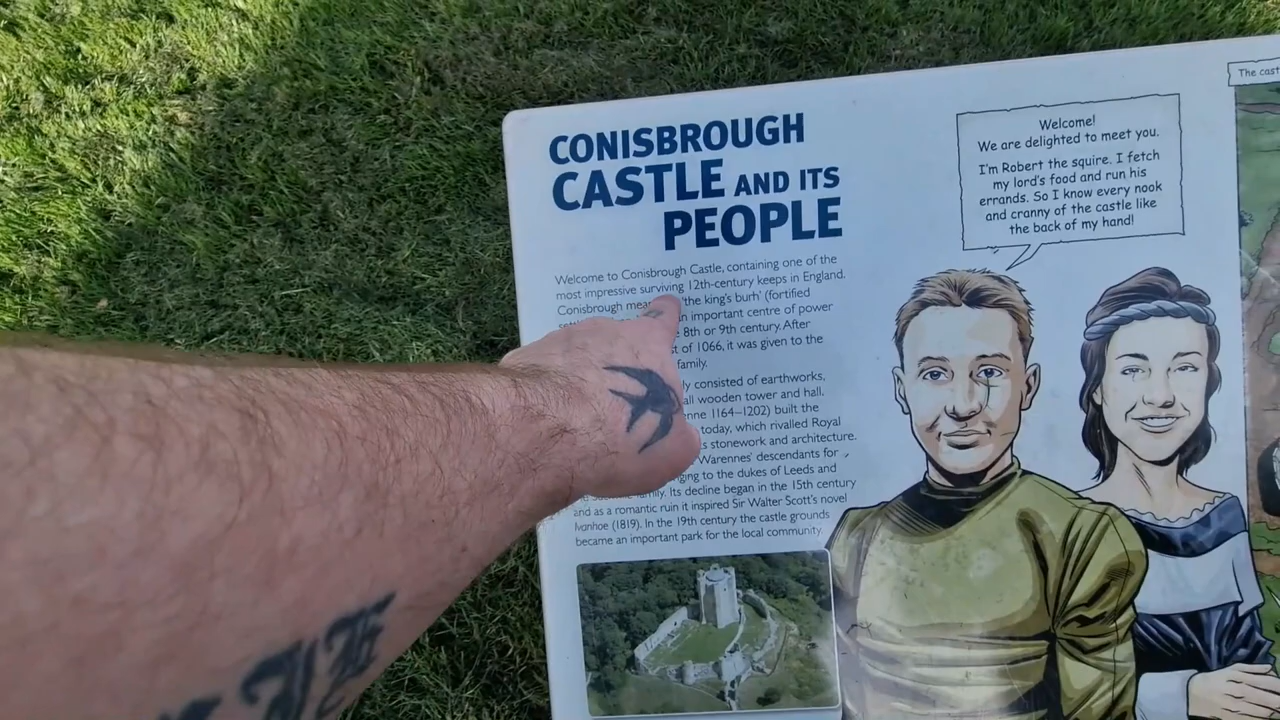 CONISBROUGH
CASTLE AND ITS
PEOPLE
Welcome to Conisbrough Castle, containing one of the
most impressive surviving 12th-century keeps in England.
Conisbrough 'the king's burh' (fortified
important centre of power
8th or 9th century. After
of 1066, it was given to the
family.
consisted of earthworks,
wooden tower and hall.
1164–1202) built the
today, which rivalled Royal
stonework and architecture.
Warennes' descendants for
to the dukes of Leeds and
family. Its decline began in the 15th century
and as a romantic ruin it inspired Sir Walter Scott's novel
Ivanhoe (1819). In the 19th century the castle grounds
became an important park for the local community.
Welcome!
We are delighted to meet you.
I'm Robert the squire. I fetch
my lord's food and run his
errands. So I know every nook
and cranny of the castle like
the back of my hand!
The